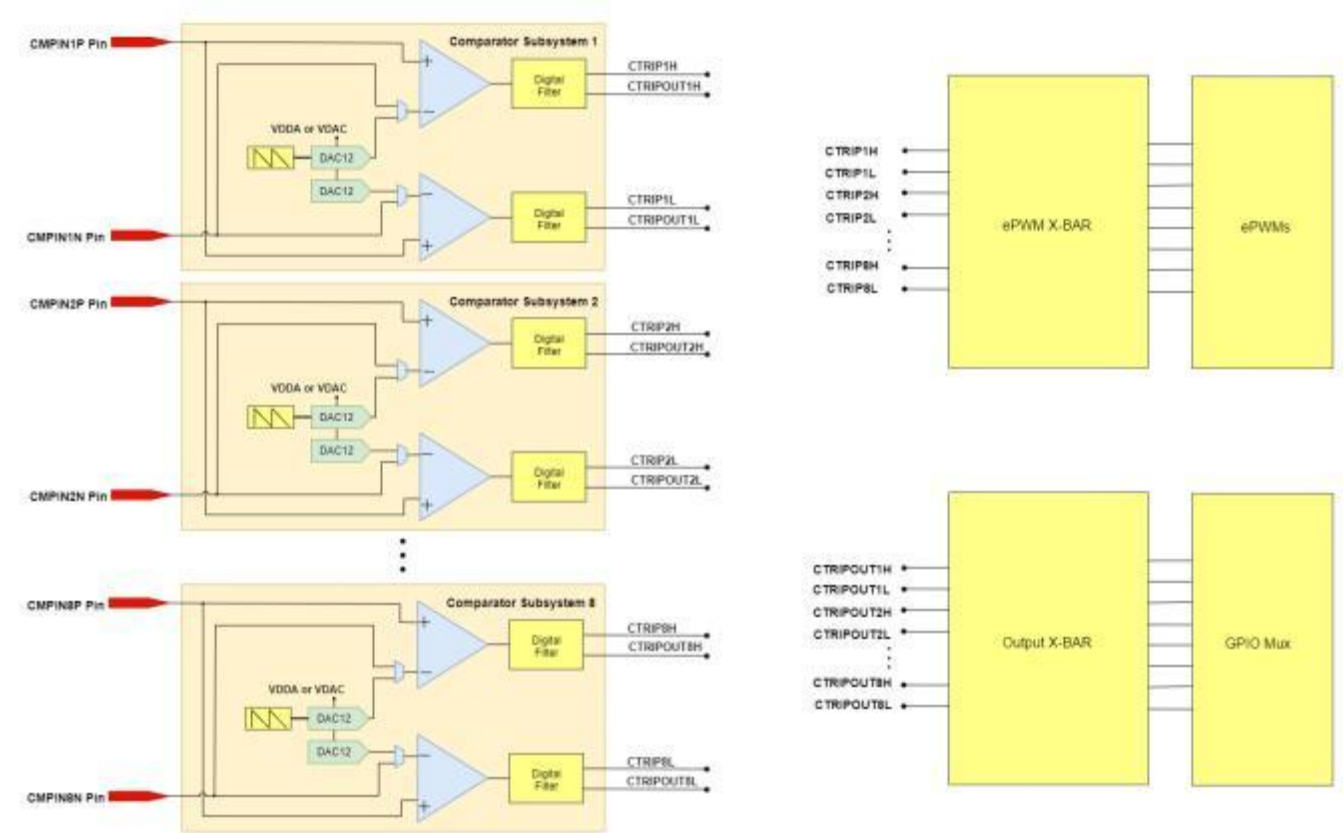 CMPIN1P Pin
Comparator Subsystem 1
CTRIP1H
CTRIPOUT1H
Digital
Filter
VDDA or VDAC
DAC12
DAC12
CTRIP1L
CTRIPOUT1L
Digital
Filter
CMPIN1N Pin
CMPIN2P Pin
Comparator Subsystem 2
CTRIP2H
CTRIPOUT2H
Digital
Filter
VDDA or VDAC
DAC12
DAC12
CTRIP2L
CTRIPOUT2L
Digital
Filter
CMPIN2N Pin
CMPIN8P Pin
Comparator Subsystem 8
CTRIP8H
CTRIPOUT8H
Digital
Filter
VDDA or VDAC
DAC12
DAC12
CTRIP8L
CTRIPOUT8L
Digital
Filter
CMPIN8N Pin
CTRIP1H
CTRIP1L
CTRIP2H
CTRIP2L
CTRIP8H
CTRIP8L
ePWM X-BAR
ePWMs
CTRIPOUT1H
CTRIPOUT1L
CTRIPOUT2H
CTRIPOUT2L
CTRIPOUT8H
CTRIPOUT8L
Output X-BAR
GPIO Mux